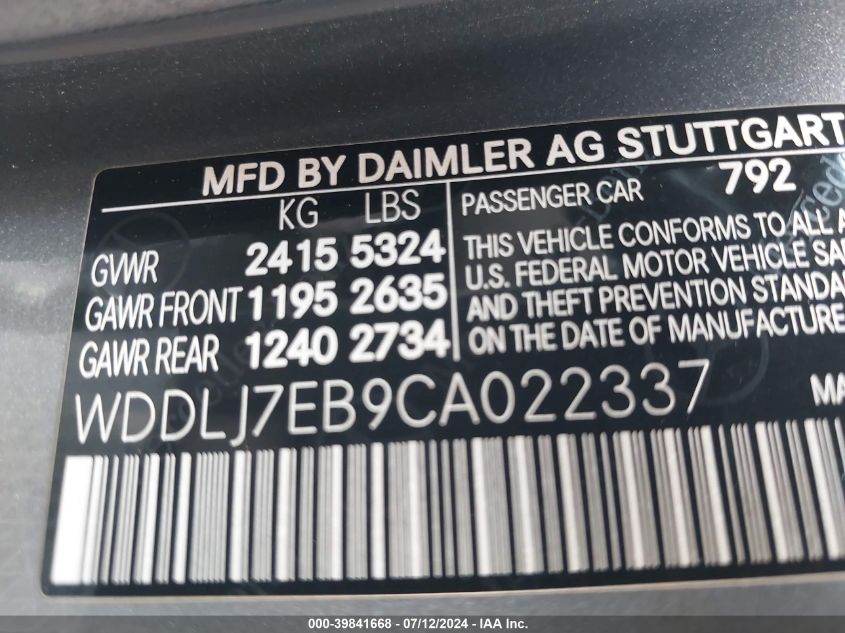 MFD BY DAIMLER AG STUTTGART
KG LBS
GVWR 2415 5324
GAWR FRONT 1195 2635
GAWR REAR 1240 2734
PASSENGER CAR 792
THIS VEHICLE CONFORMS TO ALL A
U.S. FEDERAL MOTOR VEHICLE SA
AND THEFT PREVENTION STANDA
ON THE DATE OF MANUFACTURE
WDDLJ7EB9CA022337
MA
000-39841668 - 07/12/2024 - IAA Inc.